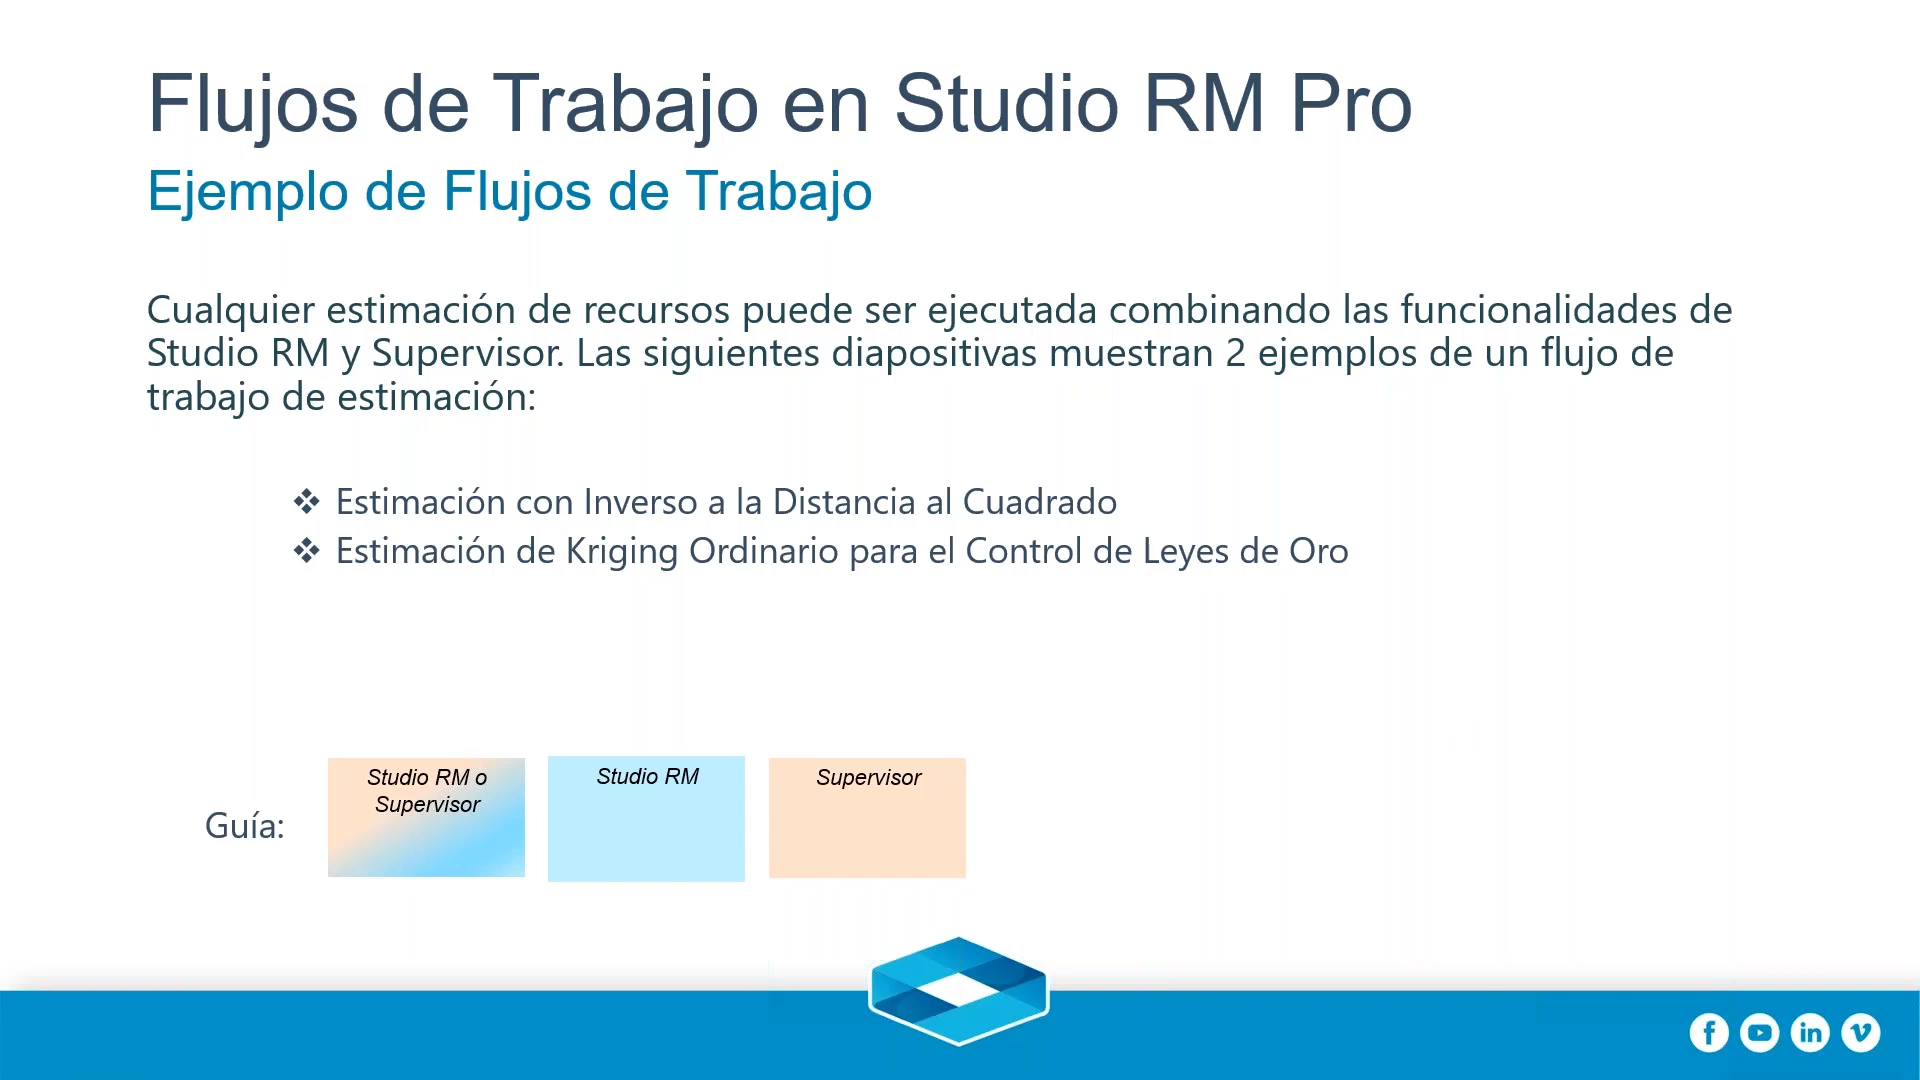 Flujos de Trabajo en Studio RM Pro
Ejemplo de Flujos de Trabajo
Cualquier estimación de recursos puede ser ejecutada combinando las funcionalidades de
Studio RM y Supervisor. Las siguientes diapositivas muestran 2 ejemplos de un flujo de
trabajo de estimación:
❖ Estimación con Inverso a la Distancia al Cuadrado
❖ Estimación de Kriging Ordinario para el Control de Leyes de Oro
Guía:
Studio RM o
Supervisor
Studio RM
Supervisor